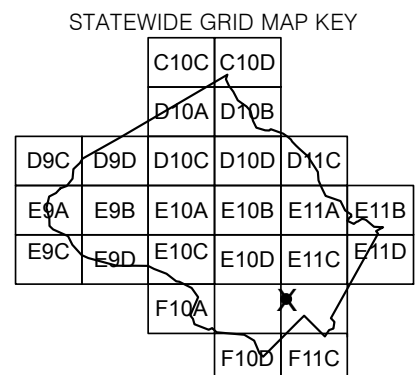 STATEWIDE GRID MAP KEY
C10C C10D
D10A D10B
D9C D9D D10C D10D D11C
E9A E9B E10A E10B E11A E11B
E9C E9D E10C E10D E11C E11D
F10A
F10D F11C